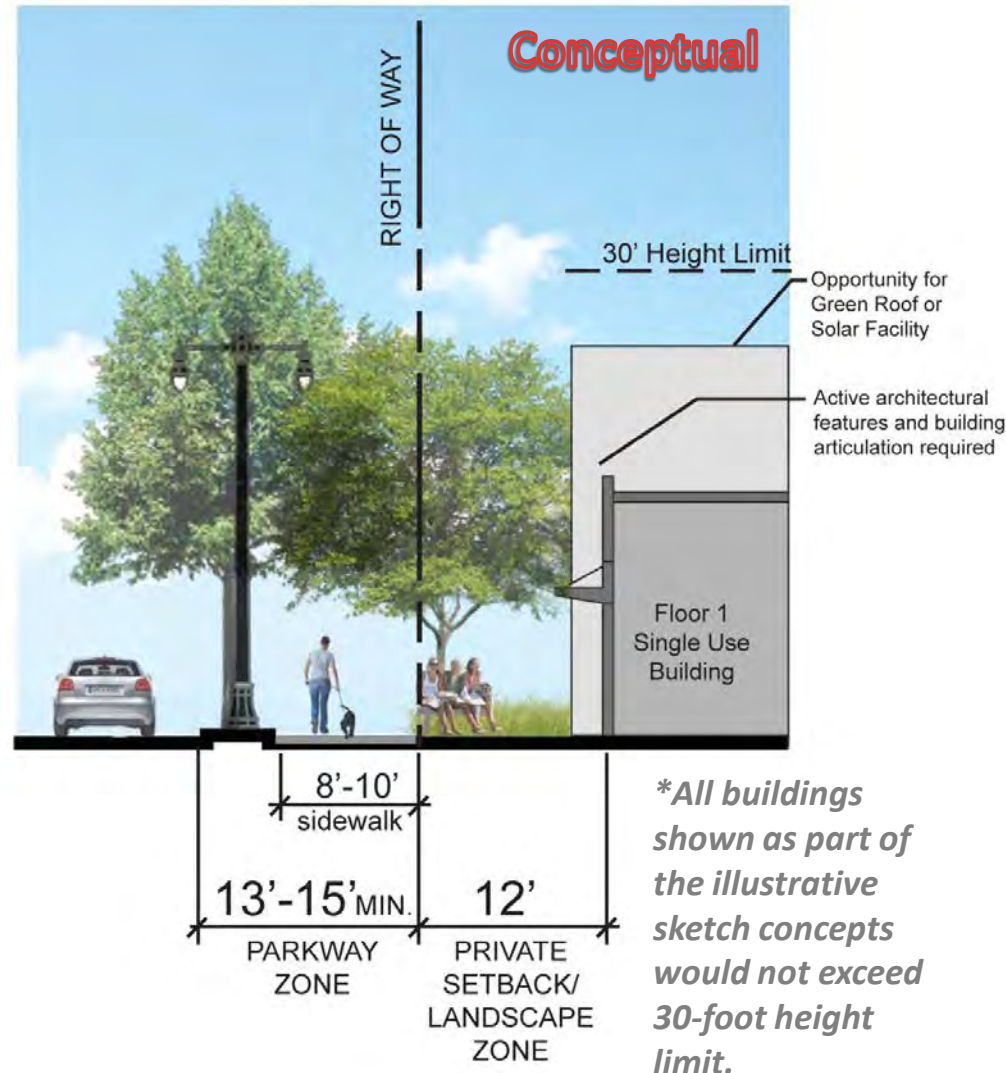 Conceptual
RIGHT OF WAY
30' Height Limit
Opportunity for
Green Roof or
Solar Facility
Active architectural
features and building
articulation required
Floor 1
Single Use
Building
8'-10'
sidewalk
13'-15' MIN.
PARKWAY
ZONE
12'
PRIVATE
SETBACK/
LANDSCAPE
ZONE
*All buildings
shown as part of
the illustrative
sketch concepts
would not exceed
30-foot height
limit.